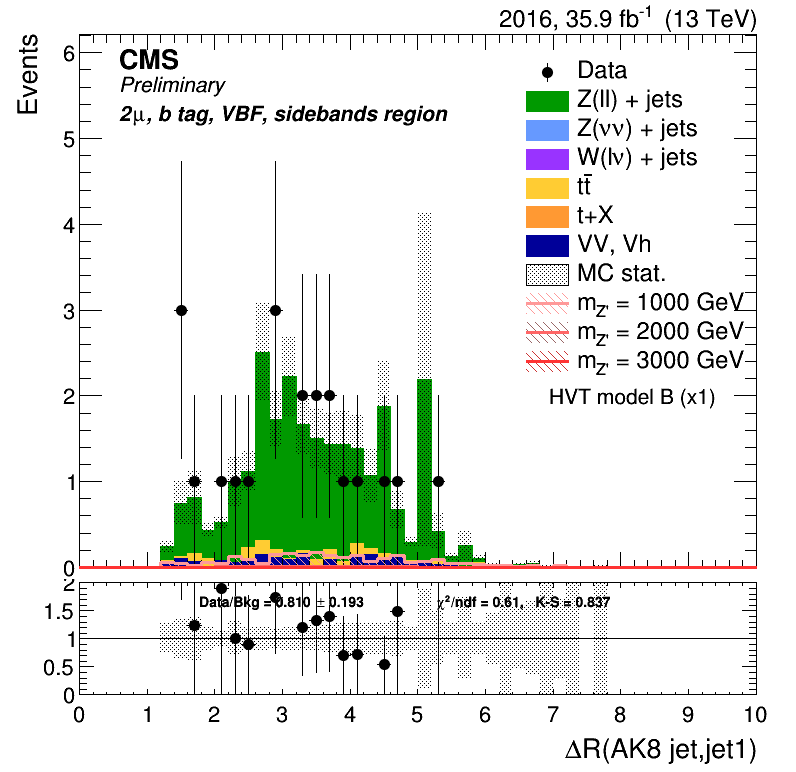 2016, 35.9 fb⁻¹ (13 TeV)
Events
CMS
Preliminary
2μ, b tag, VBF, sidebands region
Data
Z(ll) + jets
Z(νν) + jets
W(lν) + jets
tt̄
t+X
VV, Vh
MC stat.
m_Z' = 1000 GeV
m_Z' = 2000 GeV
m_Z' = 3000 GeV
HVT model B (x1)
6
5
4
3
2
1
0
Data/Bkg = 0.810 ± 0.193
χ²/ndf = 0.61, K-S = 0.837
2
1.5
1
0.5
0
0 1 2 3 4 5 6 7 8 9 10
ΔR(AK8 jet,jet1)